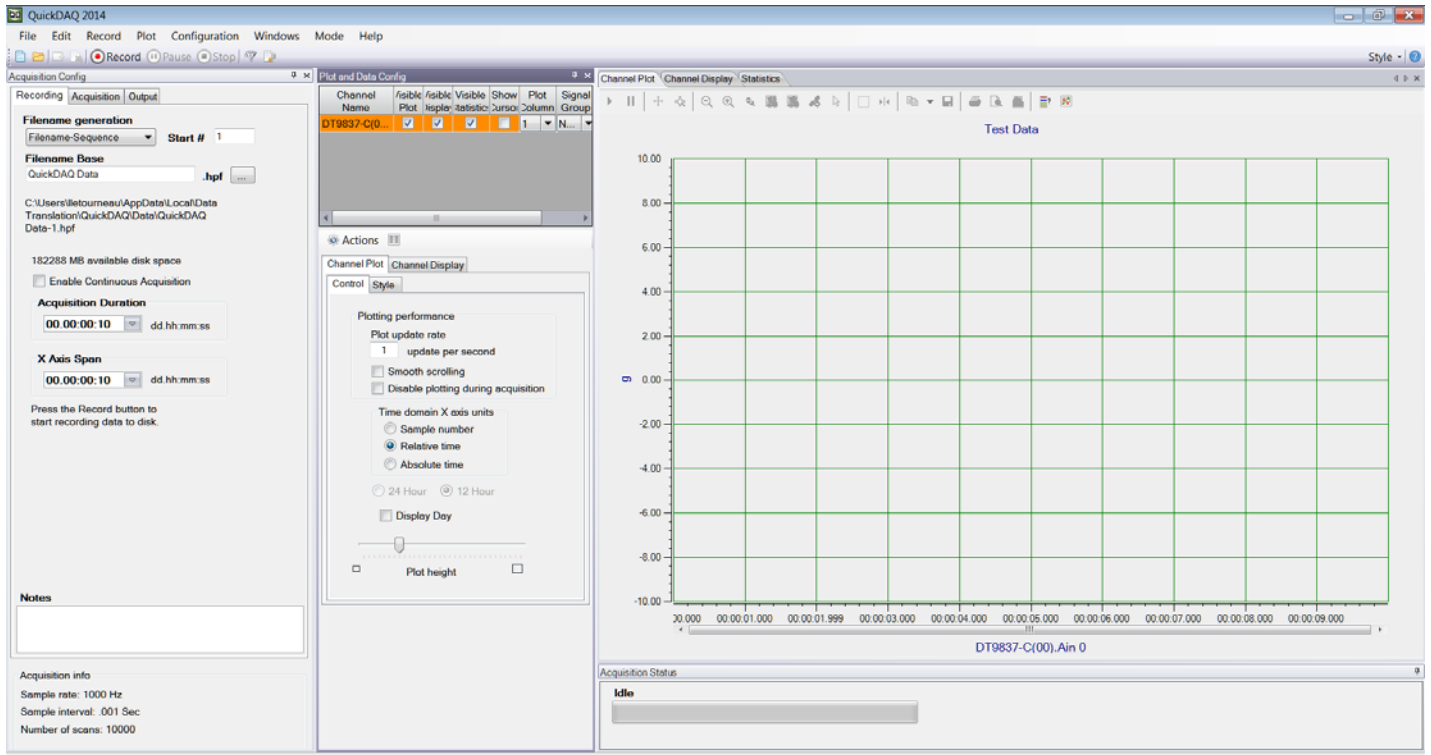 QuickDAQ 2014
File Edit Record Plot Configuration Windows Mode Help
Record Pause Stop Style
Acquisition Config
Recording Acquisition Output
Filename generation
Filename-Sequence Start # 1
Filename Base
QuickDAQ Data .hpf ...
C:\Users\lletourneau\AppData\Local\Data
Translation\QuickDAQ\Data\QuickDAQ
Data-1.hpf
182288 MB available disk space
Enable Continuous Acquisition
Acquisition Duration
00.00:00:10 dd.hh:mm:ss
X Axis Span
00.00:00:10 dd.hh:mm:ss
Press the Record button to
start recording data to disk.
Notes
Acquisition info
Sample rate: 1000 Hz
Sample interval: .001 Sec
Number of scans: 10000
Plot and Data Config
Channel Visible Show Plot Signal
Name Plot Column Group
DT9837-C(0... 1 N...
Actions
Channel Plot Channel Display
Control Style
Plotting performance
Plot update rate
1 update per second
Smooth scrolling
Disable plotting during acquisition
Time domain X axis units
Sample number
Relative time
Absolute time
24 Hour 12 Hour
Display Day
Plot height
Channel Plot Channel Display Statistics
Test Data
10.00
8.00
6.00
4.00
2.00
g 0.00
-2.00
-4.00
-6.00
-8.00
-10.00
00:00:01.000 00:00:01.999 00:00:03.000 00:00:04.000 00:00:05.000 00:00:06.000 00:00:07.000 00:00:08.000 00:00:09.000
DT9837-C(00).Ain 0
Acquisition Status
Idle